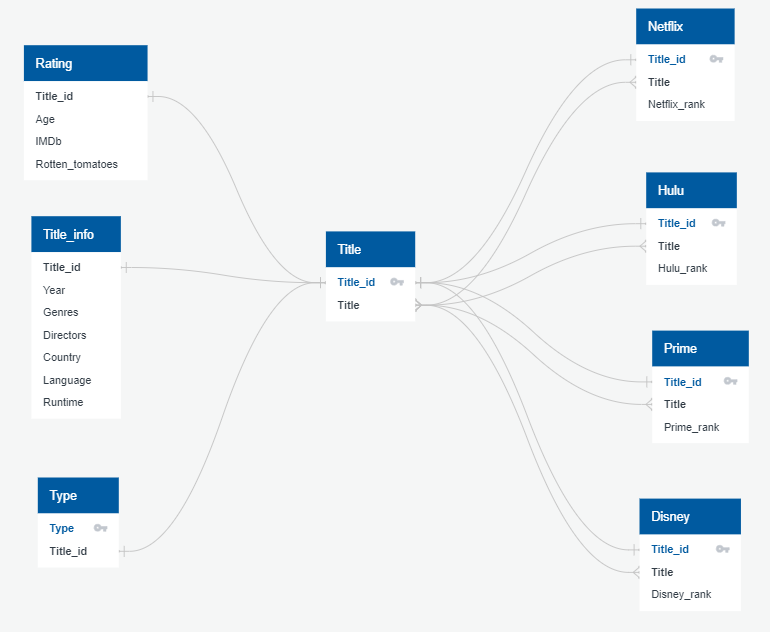 Rating
Title_id
Age
IMDb
Rotten_tomatoes
Title_info
Title_id
Year
Genres
Directors
Country
Language
Runtime
Type
Type
Title_id
Title
Title_id
Title
Netflix
Title_id
Title
Netflix_rank
Hulu
Title_id
Title
Hulu_rank
Prime
Title_id
Title
Prime_rank
Disney
Title_id
Title
Disney_rank